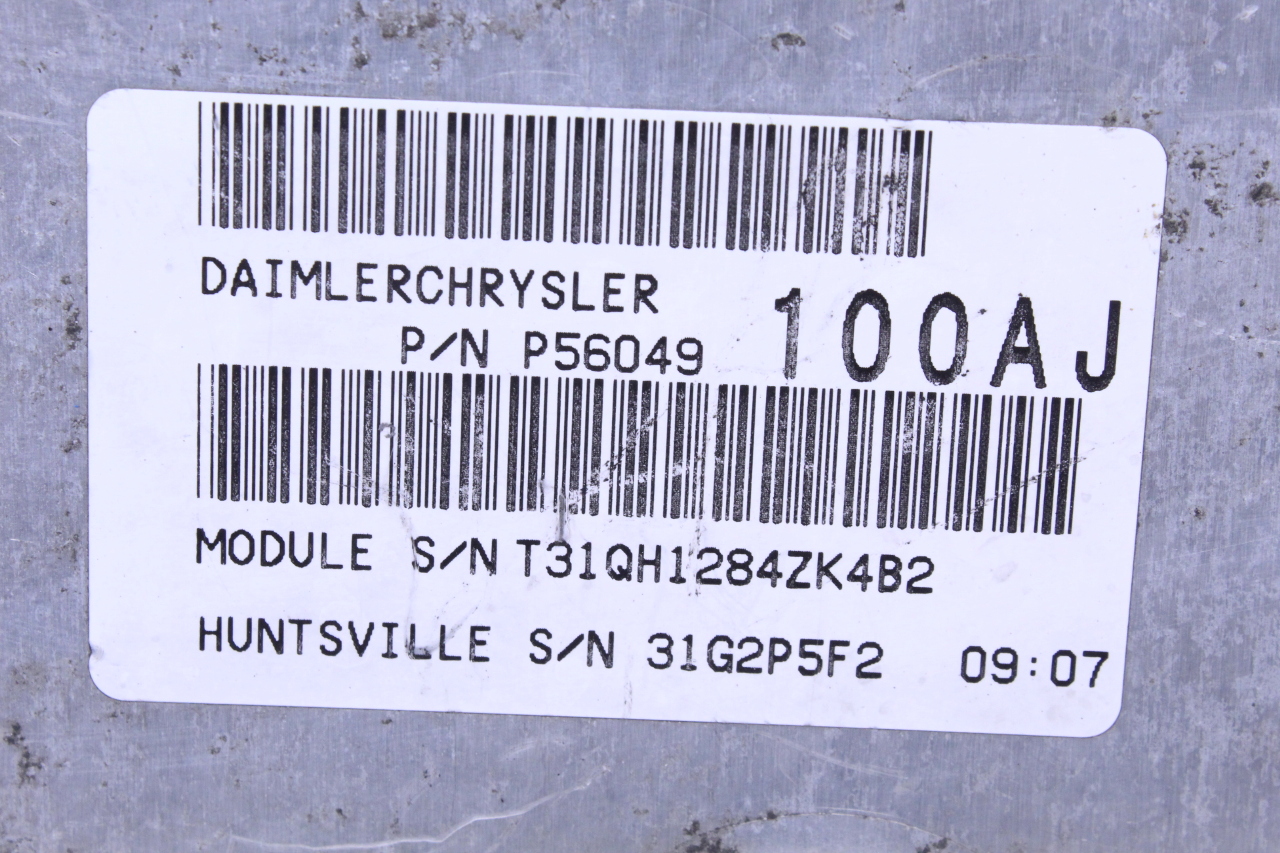 DAIMLERCHRYSLER
P/N P56049 100AJ
MODULE S/N T31QH1284ZK4B2
HUNTSVILLE S/N 31G2P5F2 09:07